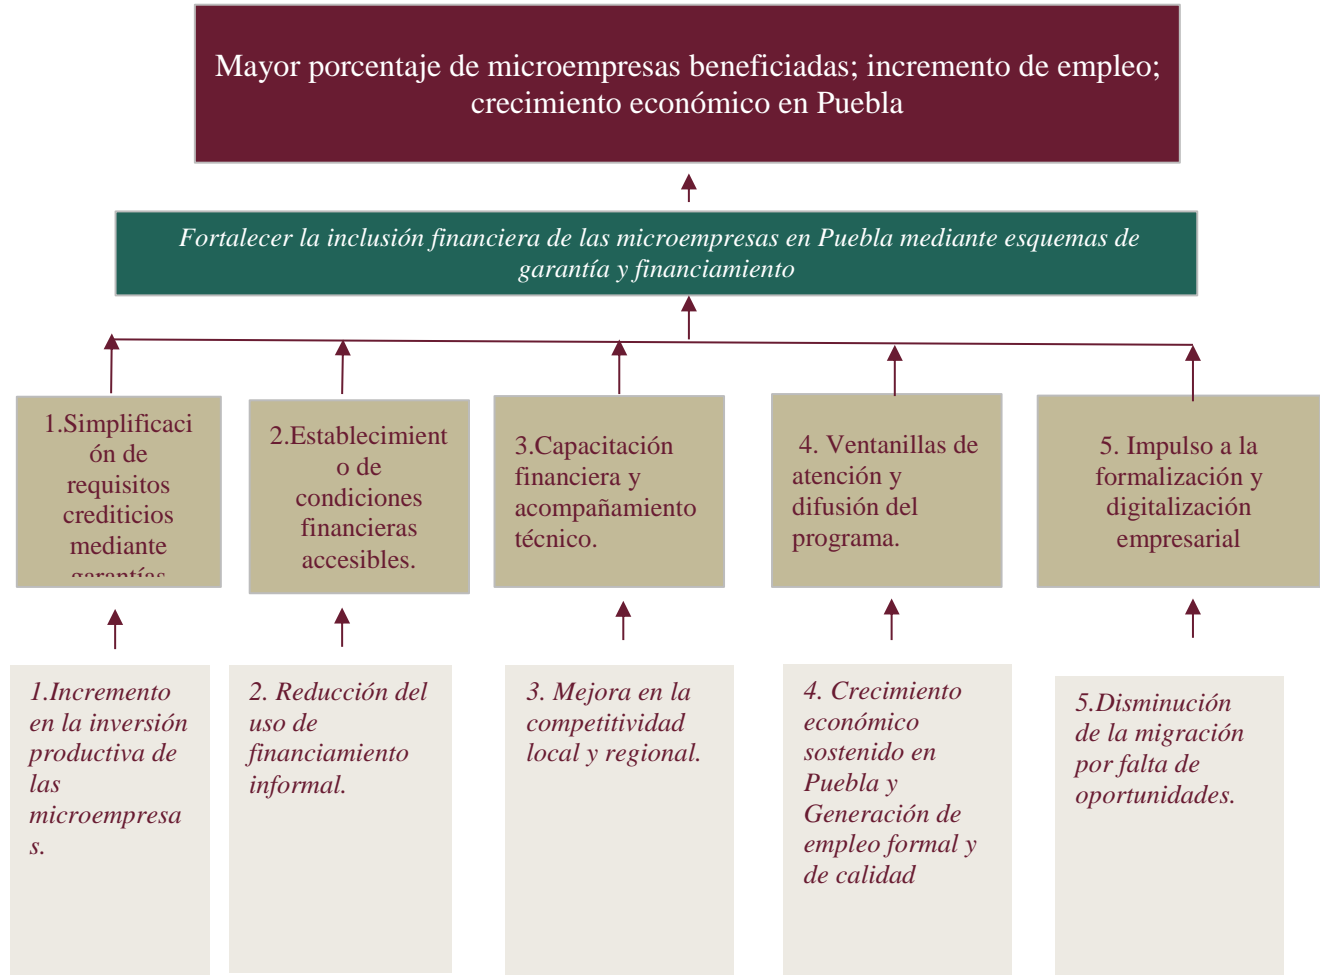 Mayor porcentaje de microempresas beneficiadas; incremento de empleo;
crecimiento económico en Puebla
Fortalecer la inclusión financiera de las microempresas en Puebla mediante esquemas de
garantía y financiamiento
1.Simplificaci
ón de
requisitos
crediticios
mediante
garantías
2.Establecimient
o de
condiciones
financieras
accesibles.
3.Capacitación
financiera y
acompañamiento
técnico.
4. Ventanillas de
atención y
difusión del
programa.
5. Impulso a la
formalización y
digitalización
empresarial
1.Incremento
en la inversión
productiva de
las
microempresa
s.
2. Reducción del
uso de
financiamiento
informal.
3. Mejora en la
competitividad
local y regional.
4. Crecimiento
económico
sostenido en
Puebla y
Generación de
empleo formal y
de calidad
5.Disminución
de la migración
por falta de
oportunidades.